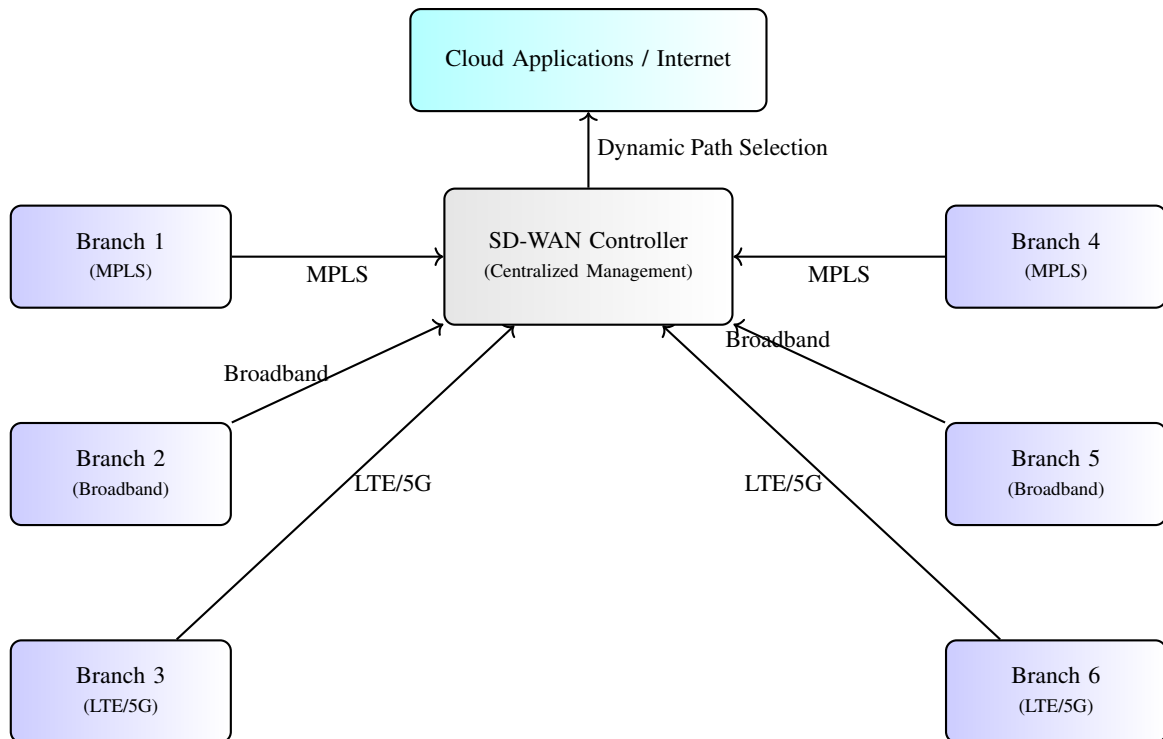 Cloud Applications / Internet
Dynamic Path Selection
Branch 1
(MPLS)
MPLS
SD-WAN Controller
(Centralized Management)
MPLS
Branch 4
(MPLS)
Broadband
Broadband
Branch 2
(Broadband)
LTE/5G
LTE/5G
Branch 5
(Broadband)
Branch 3
(LTE/5G)
Branch 6
(LTE/5G)